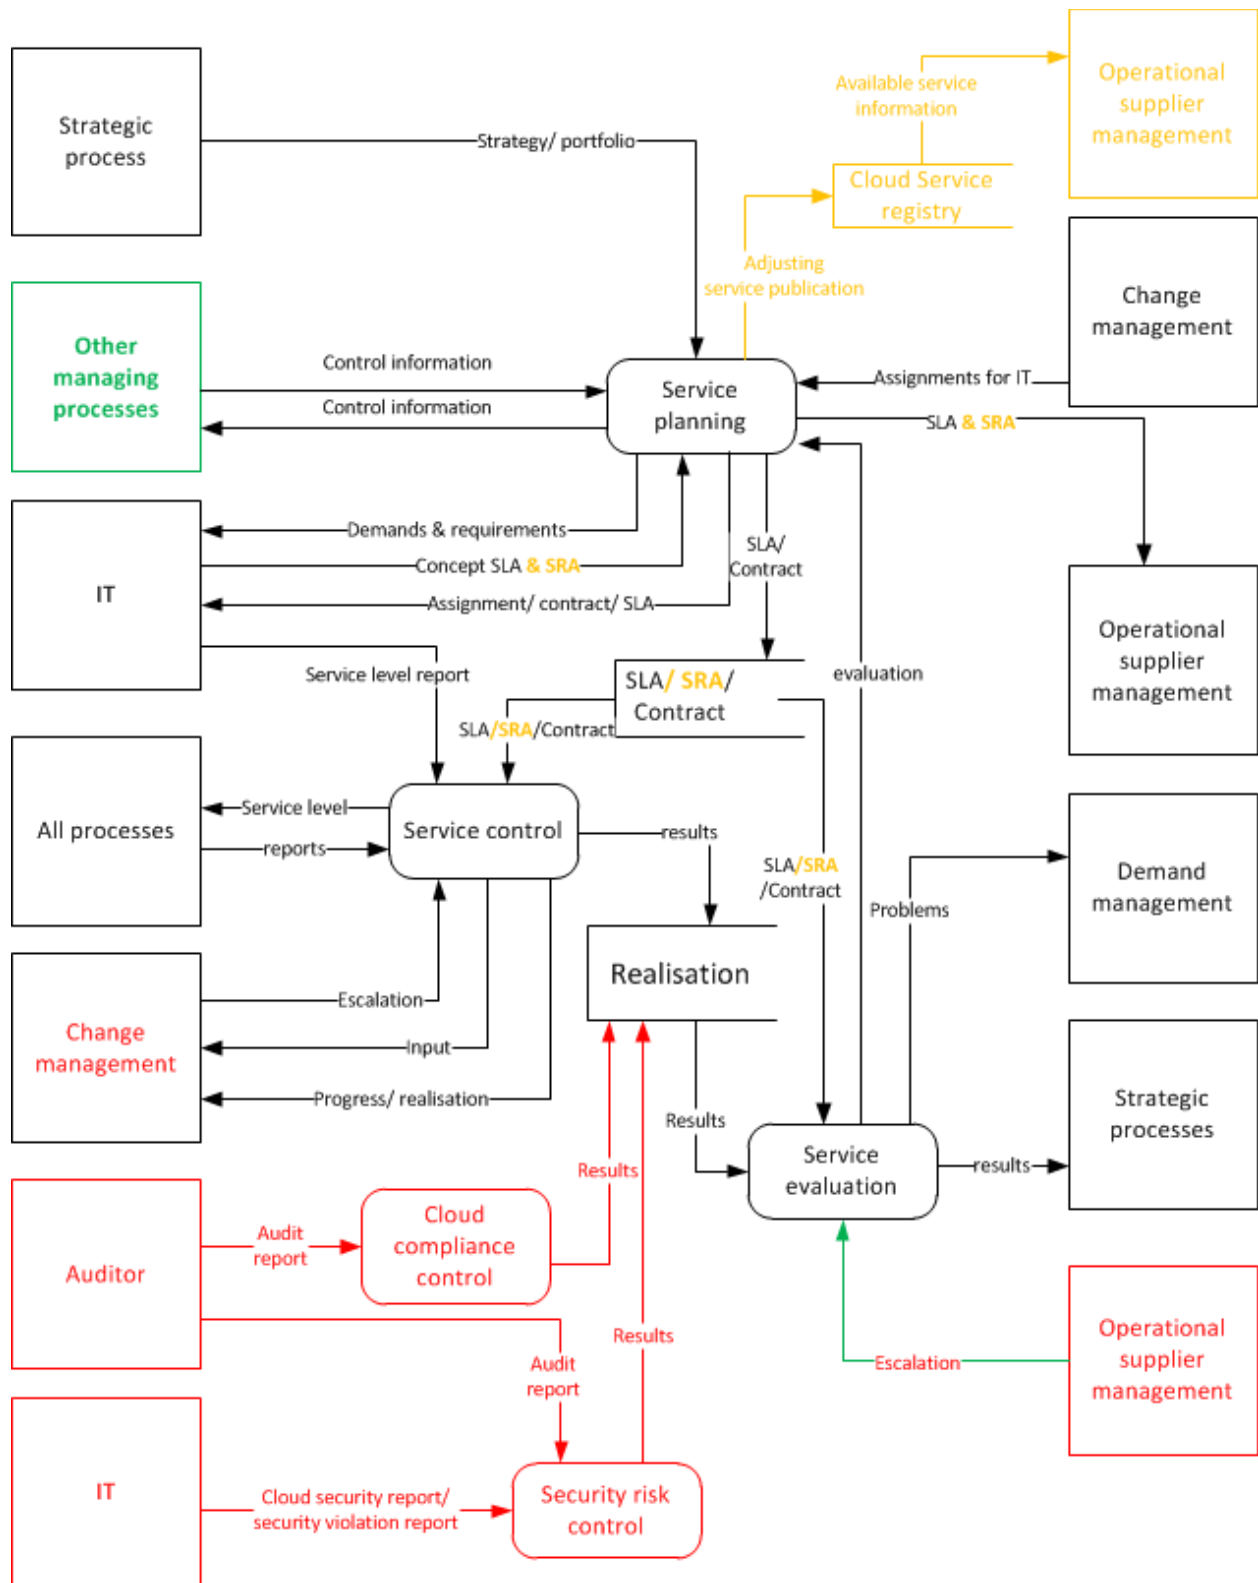 Strategic
process
Strategy/ portfolio
Available service
information
Operational
supplier
management
Cloud Service
registry
Adjusting
service publication
Change
management
Other
managing
processes
Control information
Control information
Service
planning
Assignments for IT
SLA & SRA
IT
Demands & requirements
Concept SLA & SRA
Assignment/ contract/ SLA
SLA/
Contract
Service level report
SLA/ SRA/
Contract
SLA/SRA/Contract
evaluation
Operational
supplier
management
All processes
Service level
reports
Service control
results
SLA/SRA
/Contract
Problems
Demand
management
Change
management
Escalation
Input
Progress/ realisation
Realisation
Results
Service
evaluation
results
Strategic
processes
Auditor
Audit
report
Cloud
compliance
control
Results
Audit
report
Results
Escalation
Operational
supplier
management
IT
Cloud security report/
security violation report
Security risk
control